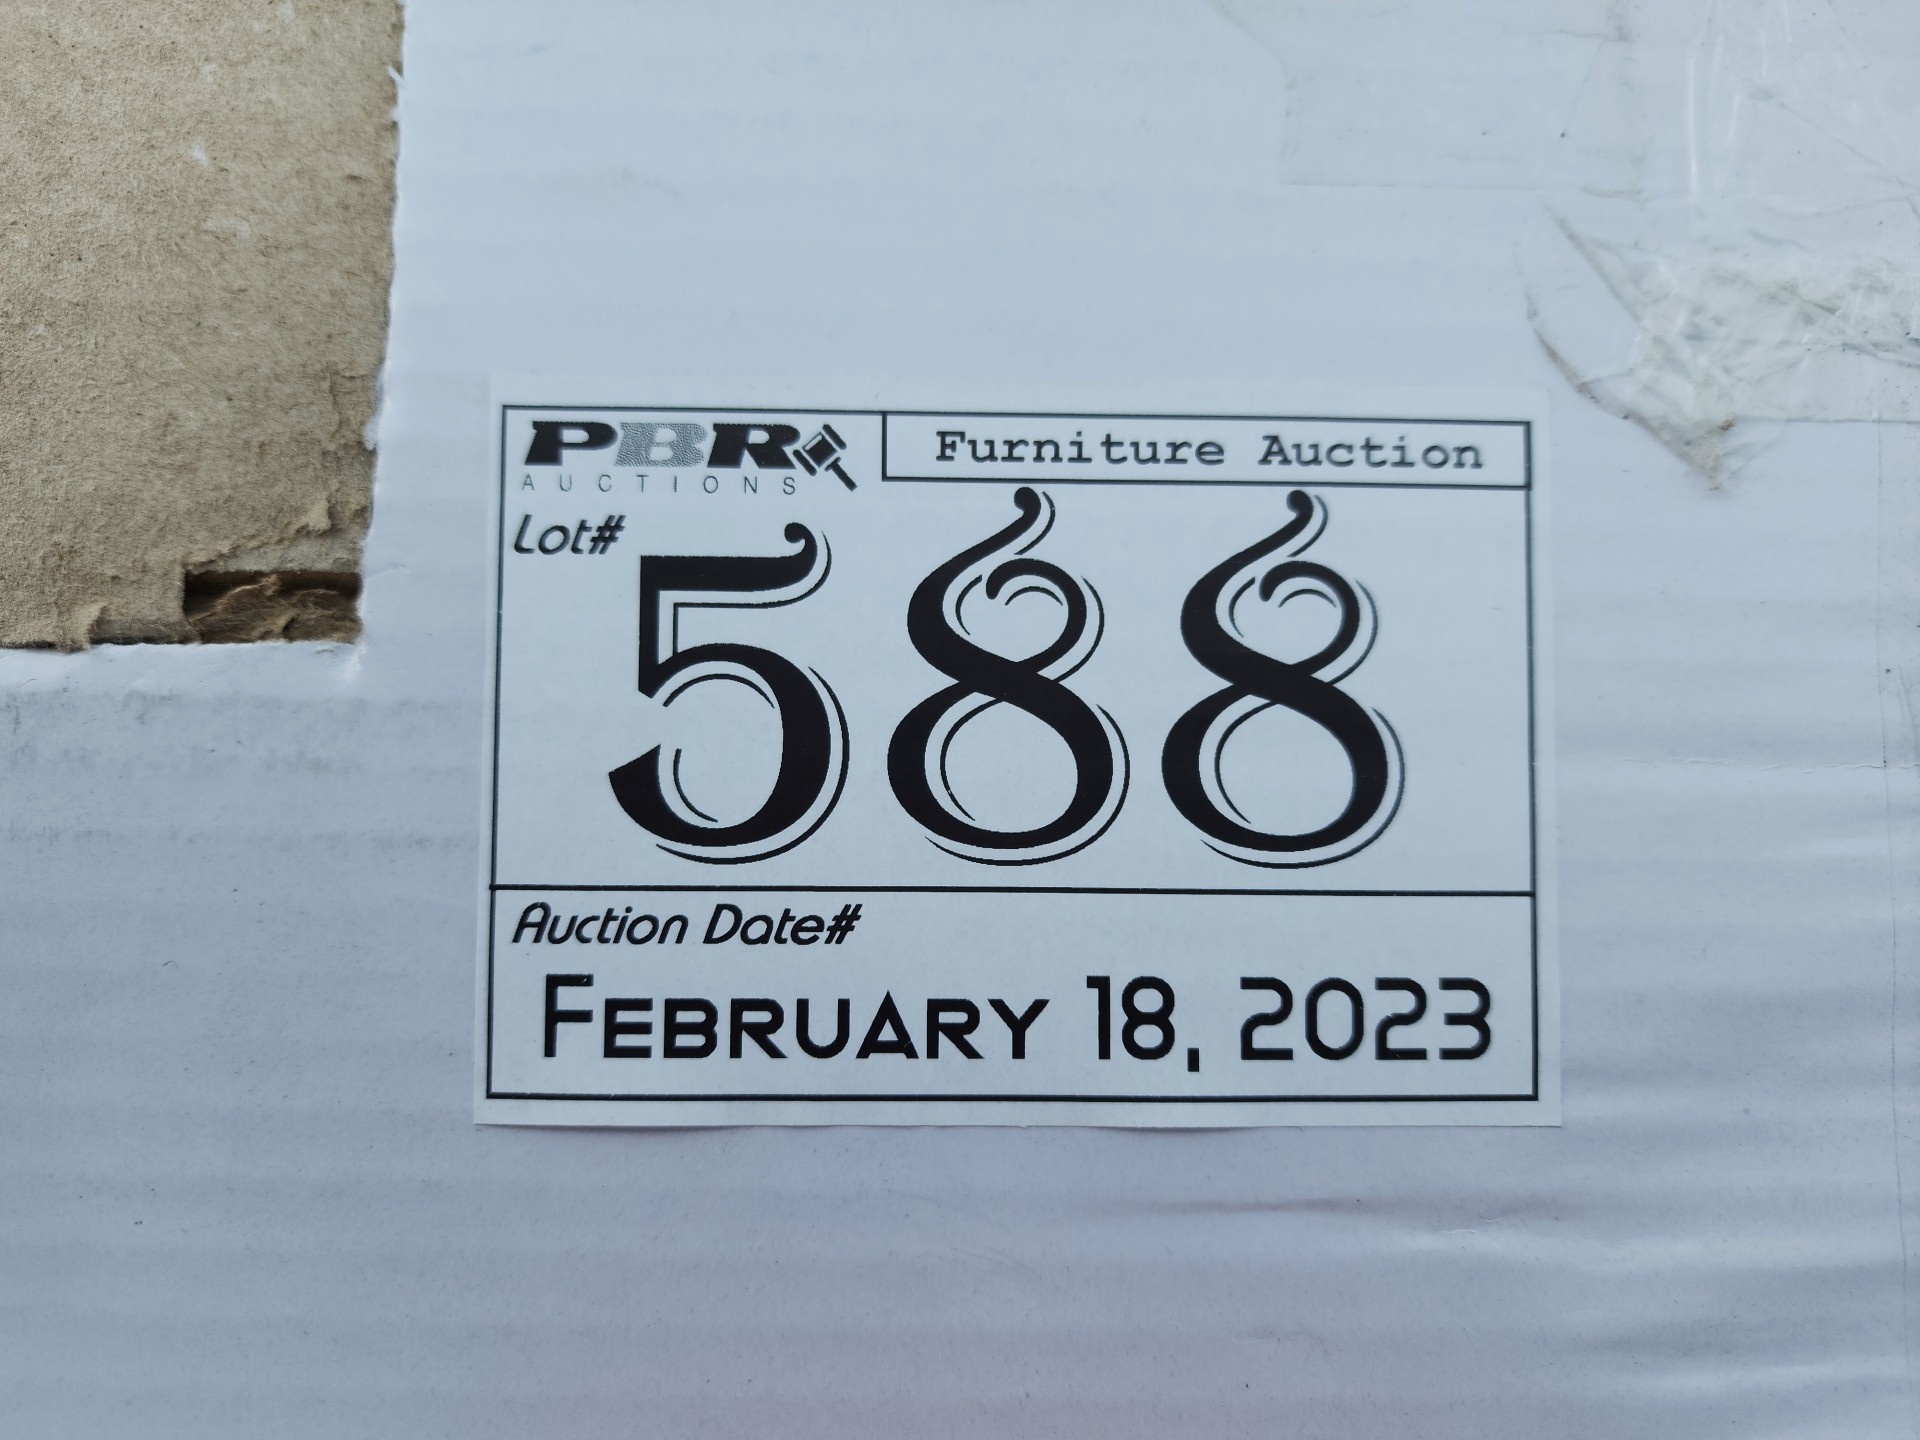 PBR
AUCTIONS
Furniture Auction
Lot#
588
Auction Date#
February 18, 2023